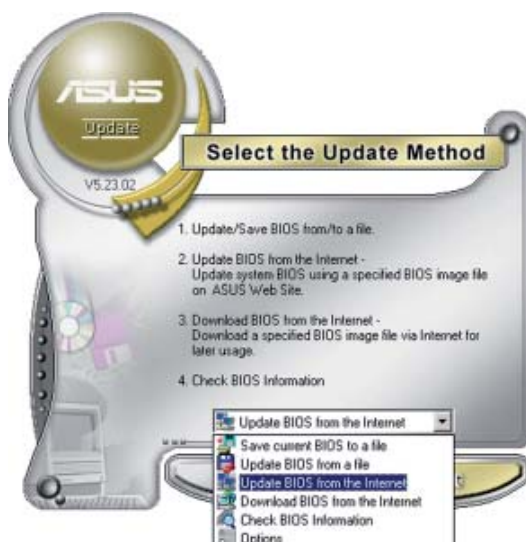 ASUS
Update
V5.23.02
Select the Update Method
1. Update/Save BIOS from/to a file.
2. Update BIOS from the Internet -
Update system BIOS using a specified BIOS image file
on ASUS Web Site.
3. Download BIOS from the Internet -
Download a specified BIOS image file via Internet for
later usage.
4. Check BIOS Information
Update BIOS from the Internet
Save current BIOS to a file
Update BIOS from a file
Update BIOS from the Internet
Download BIOS from the Internet
Check BIOS Information
Options